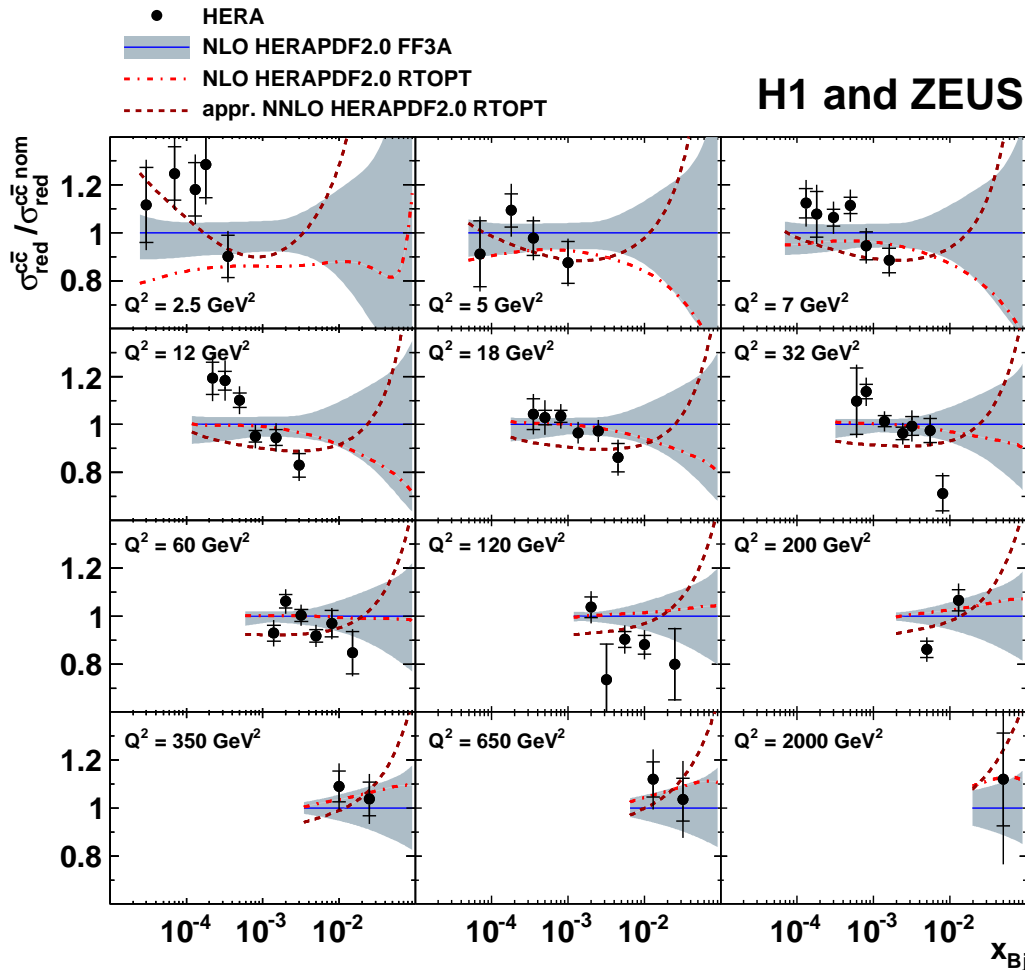 HERA
NLO HERAPDF2.0 FF3A
NLO HERAPDF2.0 RTOPT
appr. NNLO HERAPDF2.0 RTOPT
H1 and ZEUS
σ_red^cc̄ /σ_red^cc̄ nom
1.2
1
0.8
Q² = 2.5 GeV²
Q² = 5 GeV²
Q² = 7 GeV²
1.2
1
0.8
Q² = 12 GeV²
Q² = 18 GeV²
Q² = 32 GeV²
1.2
1
0.8
Q² = 60 GeV²
Q² = 120 GeV²
Q² = 200 GeV²
1.2
1
0.8
Q² = 350 GeV²
Q² = 650 GeV²
Q² = 2000 GeV²
10⁻⁴ 10⁻³ 10⁻² 10⁻⁴ 10⁻³ 10⁻² 10⁻⁴ 10⁻³ 10⁻²
x_Bj